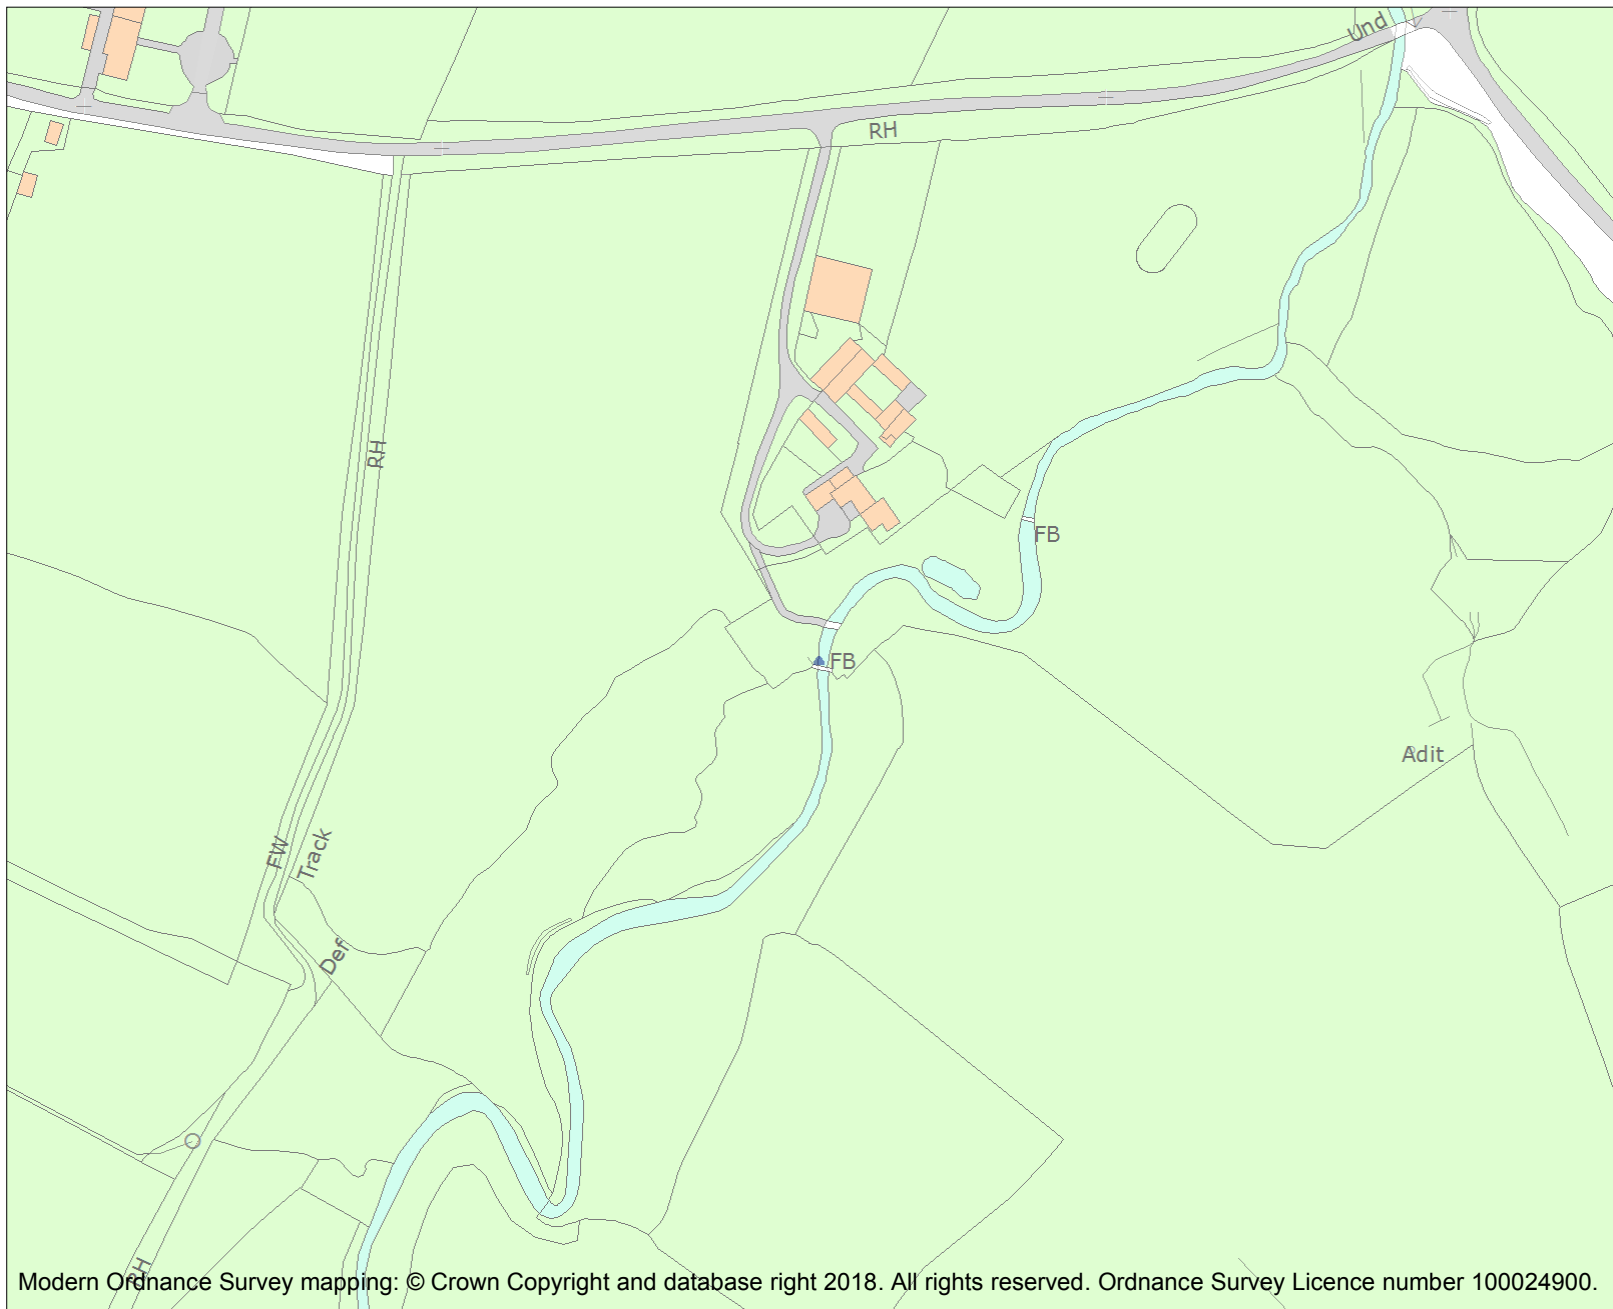 Und
RH
RH
FB
FB
Adit
FW
Track
Def
RH
Modern Ordnance Survey mapping: © Crown Copyright and database right 2018. All rights reserved. Ordnance Survey Licence number 100024900.